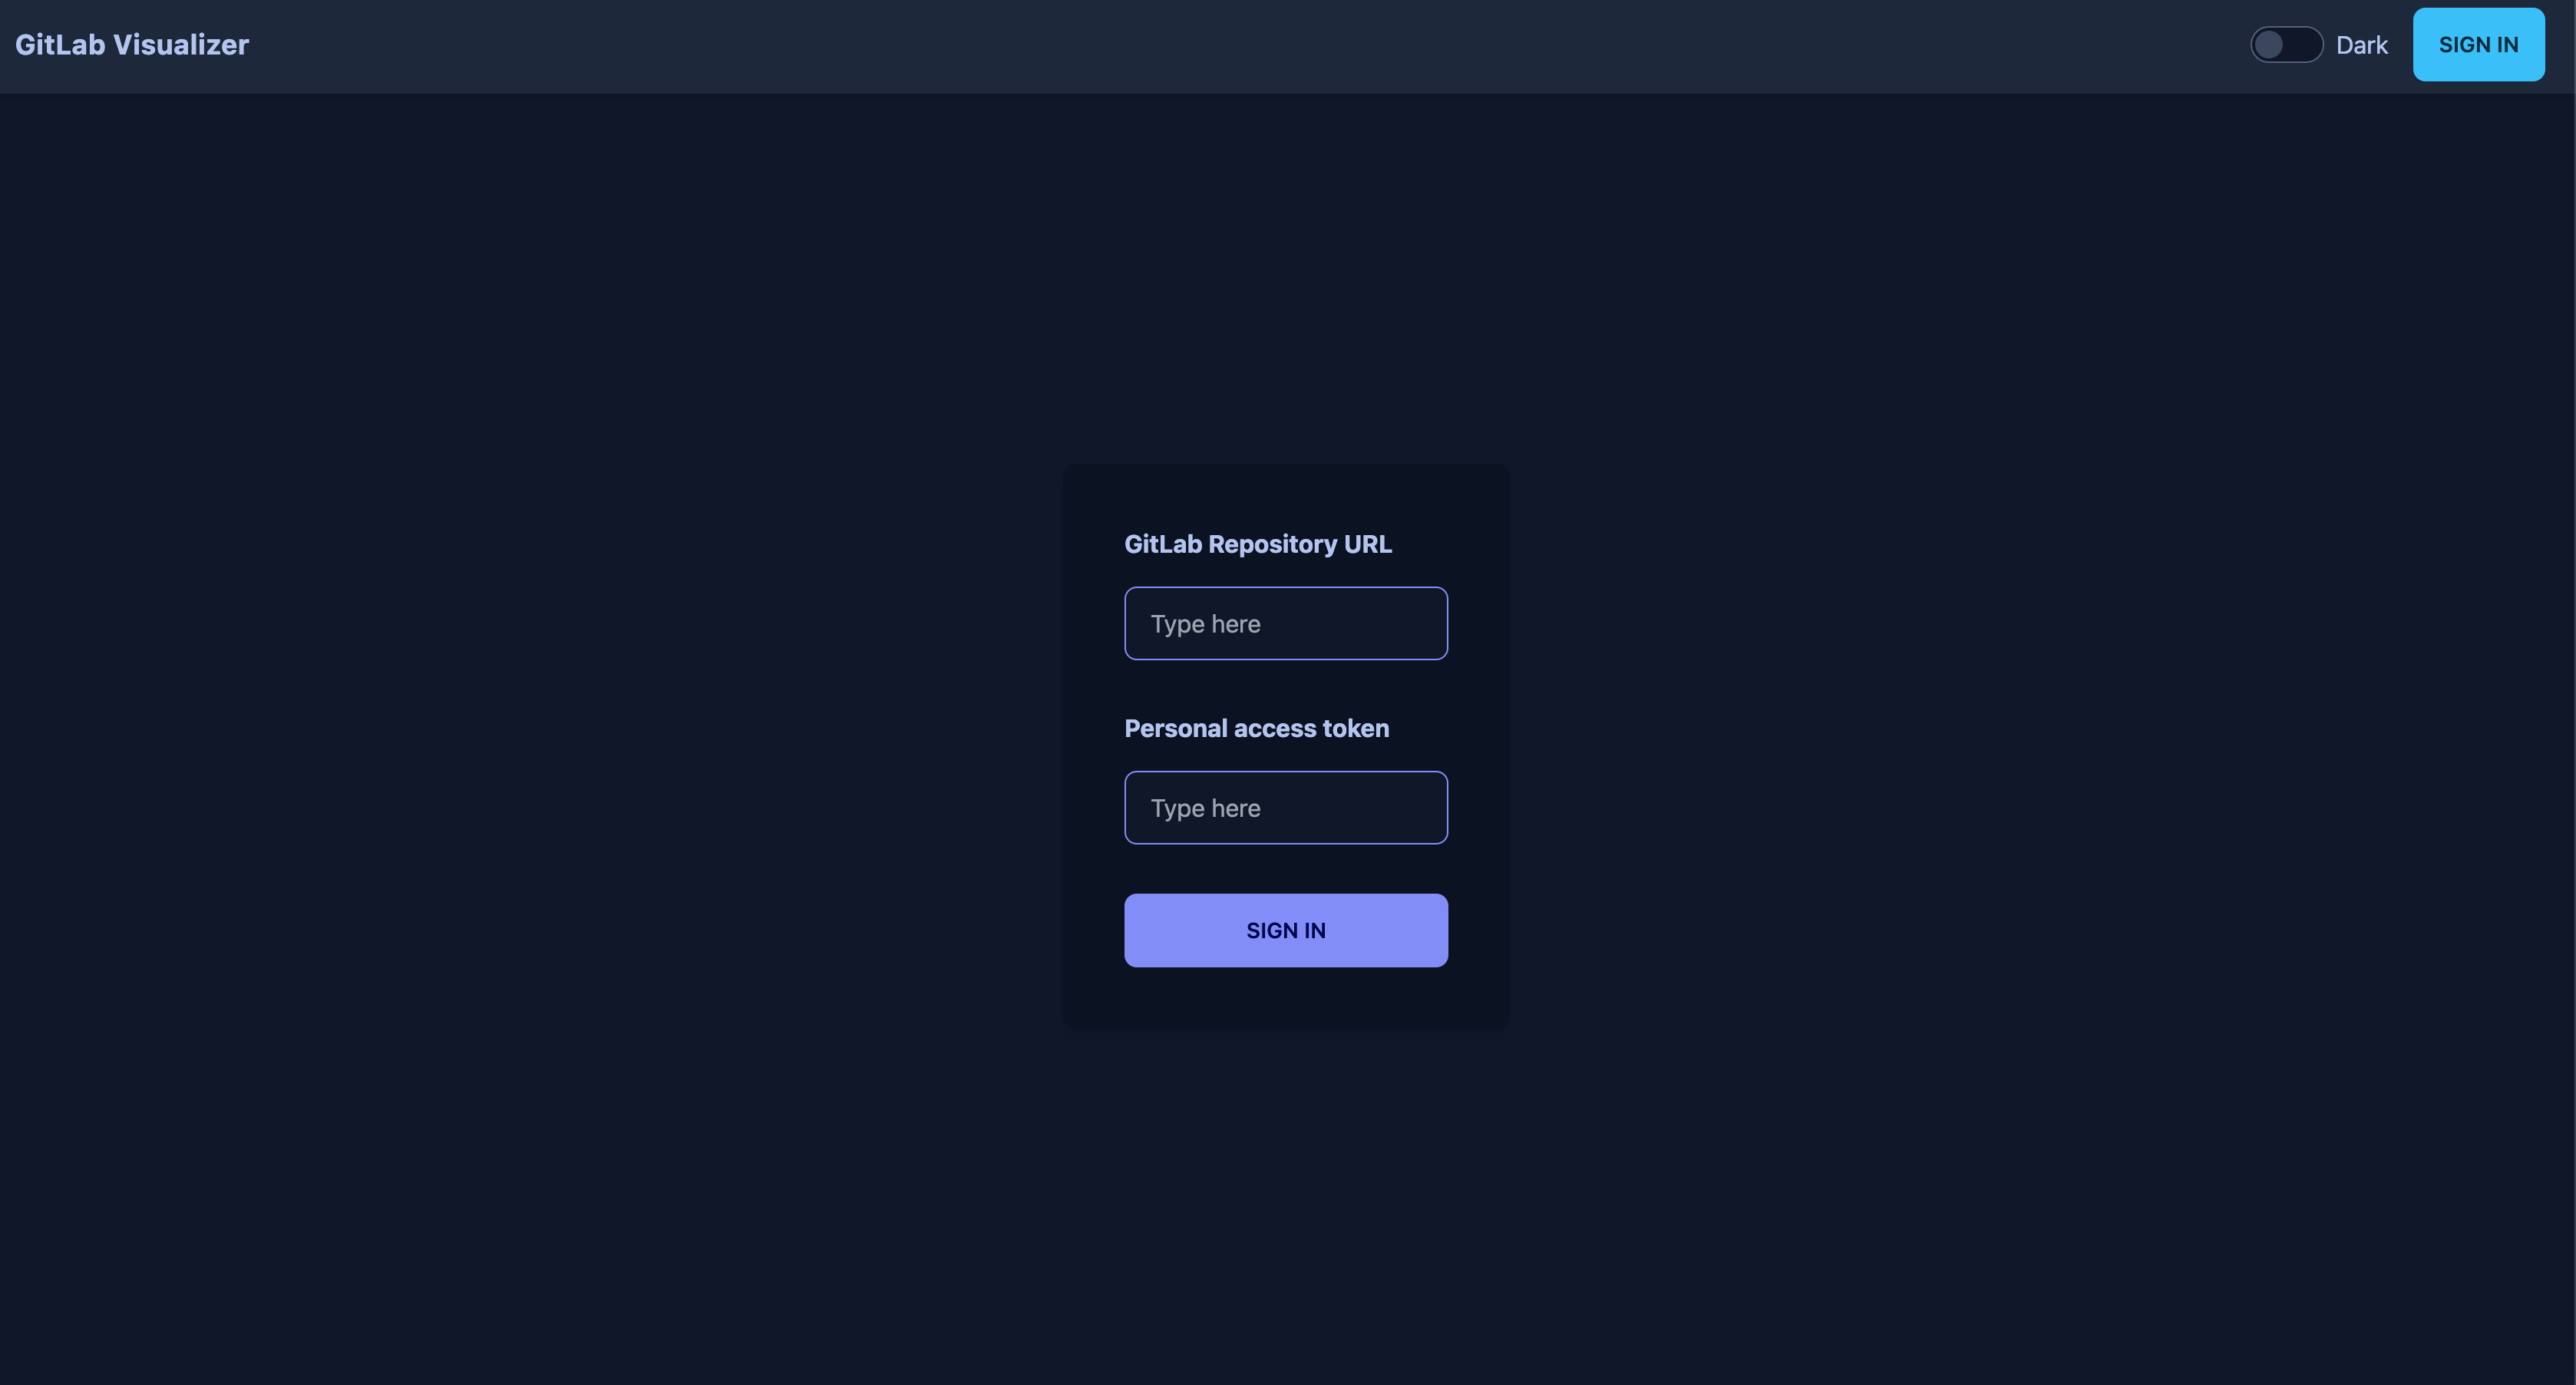 GitLab Visualizer
Dark
SIGN IN
GitLab Repository URL
Type here
Personal access token
Type here
SIGN IN